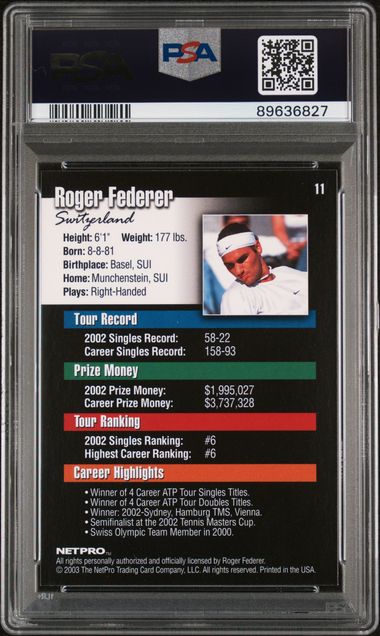 PSA
PSA
89636827
Roger Federer
11
Switzerland
Height: 6'1" Weight: 177 lbs.
Born: 8-8-81
Birthplace: Basel, SUI
Home: Munchenstein, SUI
Plays: Right-Handed
Tour Record
2002 Singles Record: 58-22
Career Singles Record: 158-93
Prize Money
2002 Prize Money: $1,995,027
Career Prize Money: $3,737,328
Tour Ranking
2002 Singles Ranking: #6
Highest Career Ranking: #6
Career Highlights
• Winner of 4 Career ATP Tour Singles Titles.
• Winner of 4 Career ATP Tour Doubles Titles.
• Winner: 2002-Sydney, Hamburg TMS, Vienna.
• Semifinalist at the 2002 Tennis Masters Cup.
• Swiss Olympic Team Member in 2000.
NETPRO™
All rights personally authorized and officially licensed by Roger Federer.
© 2003 The NetPro Trading Card Company, LLC. All rights reserved. Printed in the USA.
PSA